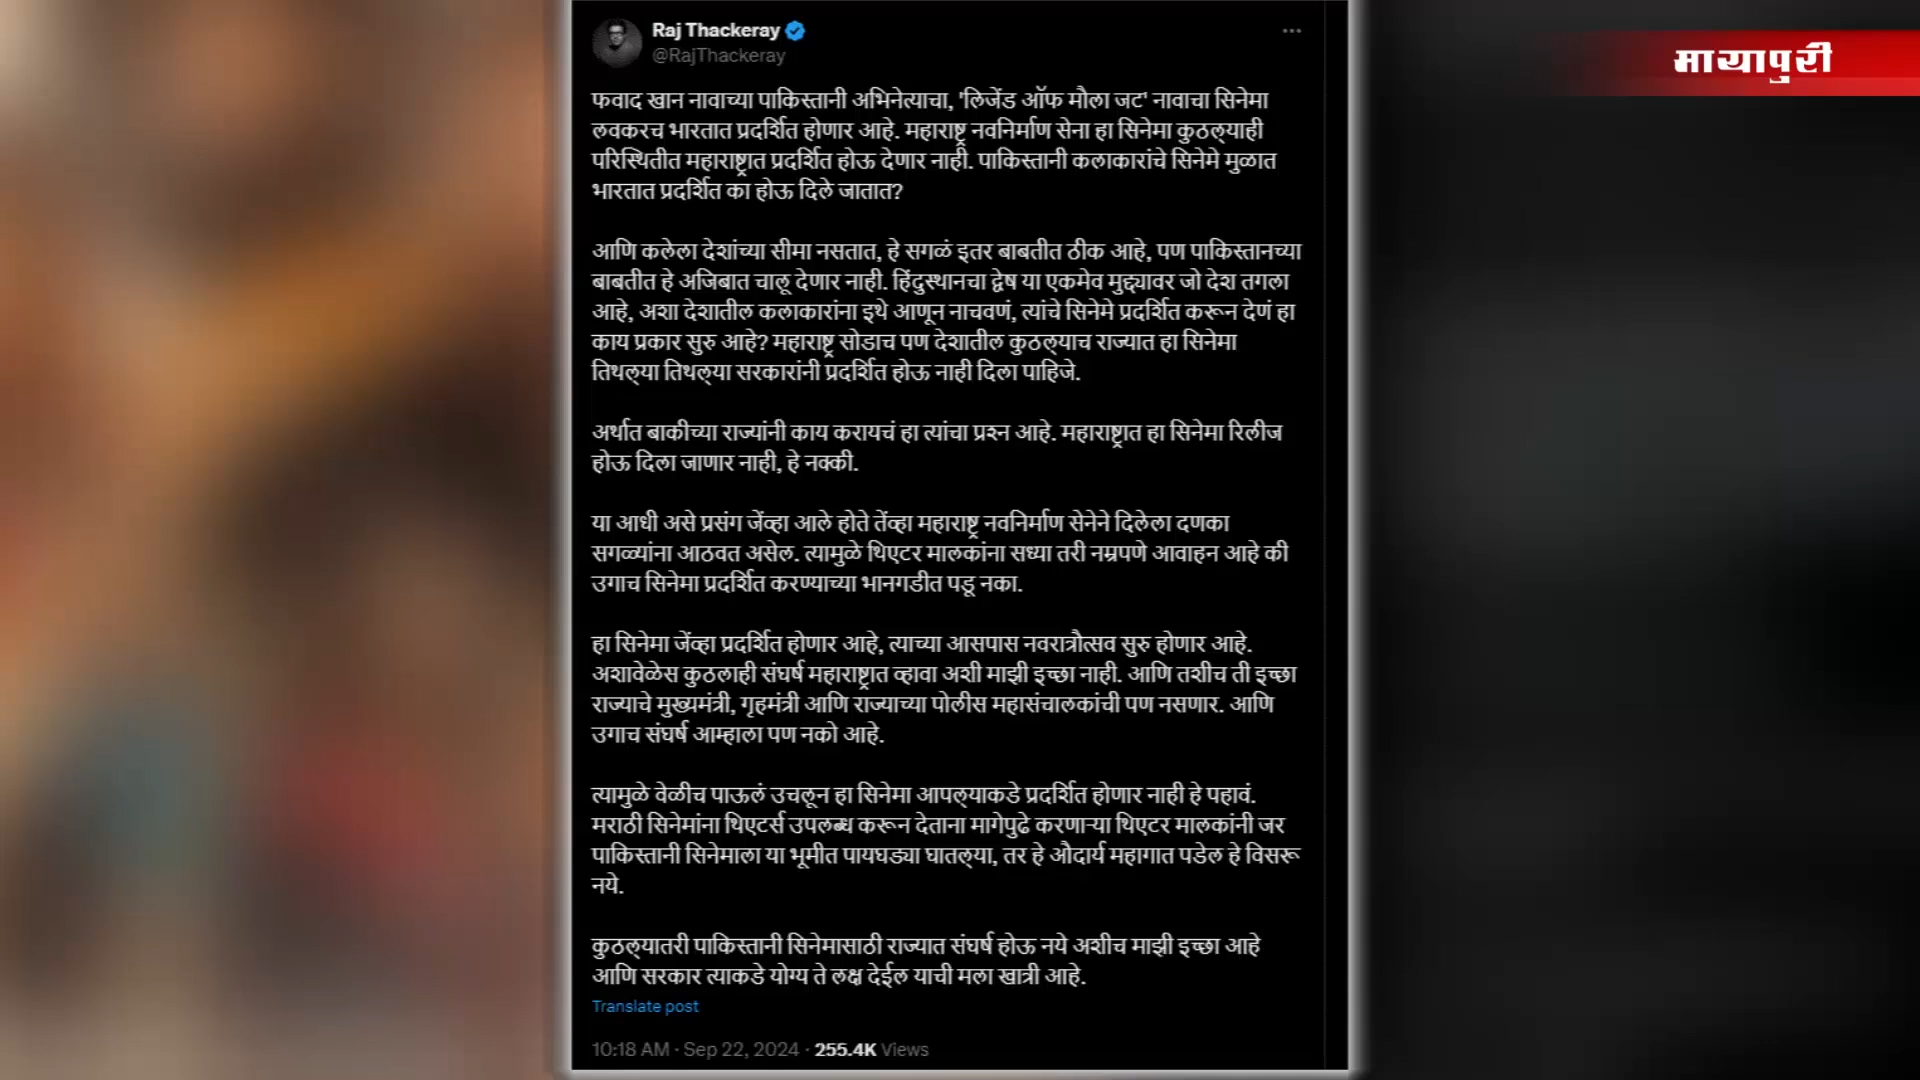 Raj Thackeray
@RajThackeray
मायापुरी
फवाद खान नावाच्या पाकिस्तानी अभिनेत्याचा, 'लिजेंड ऑफ मौला जट' नावाचा सिनेमा
लवकरच भारतात प्रदर्शित होणार आहे. महाराष्ट्र नवनिर्माण सेना हा सिनेमा कुठल्याही
परिस्थितीत महाराष्ट्रात प्रदर्शित होऊ देणार नाही. पाकिस्तानी कलाकारांचे सिनेमे मुळात
भारतात प्रदर्शित का होऊ दिले जातात?
आणि कलेला देशांच्या सीमा नसतात, हे सगळं इतर बाबतीत ठीक आहे, पण पाकिस्तानच्या
बाबतीत हे अजिबात चालू देणार नाही. हिंदुस्थानचा द्वेष या एकमेव मुद्द्यावर जो देश तगला
आहे, अशा देशातील कलाकारांना इथे आणून नाचवणं, त्यांचे सिनेमे प्रदर्शित करून देणं हा
काय प्रकार सुरु आहे? महाराष्ट्र सोडाच पण देशातील कुठल्याच राज्यात हा सिनेमा
तिथल्या तिथल्या सरकारांनी प्रदर्शित होऊ नाही दिला पाहिजे.
अर्थात बाकीच्या राज्यांनी काय करायचं हा त्यांचा प्रश्न आहे. महाराष्ट्रात हा सिनेमा रिलीज
होऊ दिला जाणार नाही, हे नक्की.
या आधी असे प्रसंग जेंव्हा आले होते तेंव्हा महाराष्ट्र नवनिर्माण सेनेने दिलेला दणका
सगळ्यांना आठवत असेल. त्यामुळे थिएटर मालकांना सध्या तरी नम्रपणे आवाहन आहे की
उगाच सिनेमा प्रदर्शित करण्याच्या भानगडीत पडू नका.
हा सिनेमा जेंव्हा प्रदर्शित होणार आहे, त्याच्या आसपास नवरात्रौत्सव सुरु होणार आहे.
अशावेळेस कुठलाही संघर्ष महाराष्ट्रात व्हावा अशी माझी इच्छा नाही. आणि तशीच ती इच्छा
राज्याचे मुख्यमंत्री, गृहमंत्री आणि राज्याच्या पोलीस महासंचालकांची पण नसणार. आणि
उगाच संघर्ष आम्हाला पण नको आहे.
त्यामुळे वेळीच पाऊलं उचलून हा सिनेमा आपल्याकडे प्रदर्शित होणार नाही हे पहावं.
मराठी सिनेमांना थिएटर्स उपलब्ध करून देताना मागेपुढे करणाऱ्या थिएटर मालकांनी जर
पाकिस्तानी सिनेमाला या भूमीत पायघड्या घातल्या, तर हे औदार्य महागात पडेल हे विसरू
नये.
कुठल्यातरी पाकिस्तानी सिनेमासाठी राज्यात संघर्ष होऊ नये अशीच माझी इच्छा आहे
आणि सरकार त्याकडे योग्य ते लक्ष देईल याची मला खात्री आहे.
Translate post
10:18 AM · Sep 22, 2024 · 255.4K Views